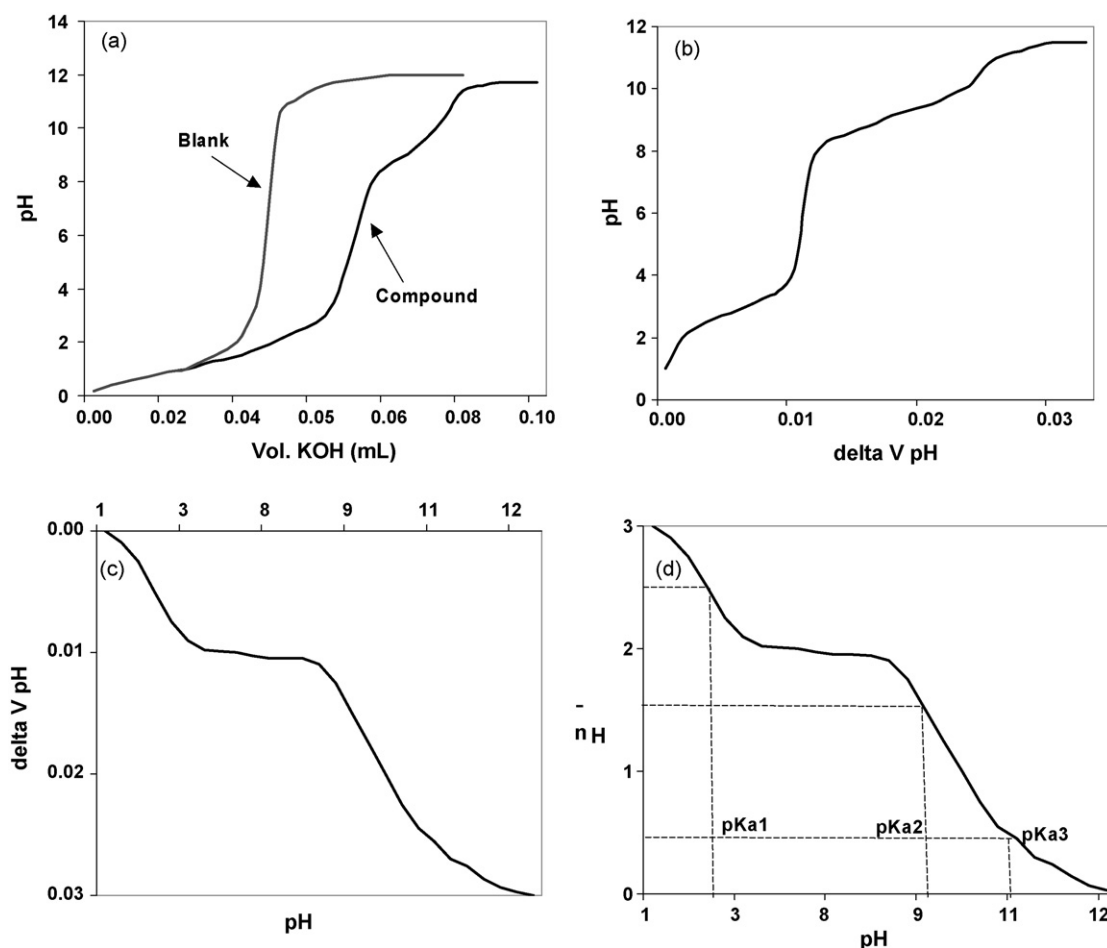 (a)
14
12
10
8
6
4
2
0
pH
Blank
Compound
0.00 0.02 0.04 0.05 0.06 0.08 0.10
Vol. KOH (mL)
(b)
12
10
8
6
4
2
0
pH
0.00 0.01 0.02 0.03
delta V pH
1 3 8 9 11 12
(c)
0.00
0.01
0.02
0.03
delta V pH
pH
(d)
3
2
1
0
n̄H
pKa1 pKa2 pKa3
1 3 8 9 11 12
pH